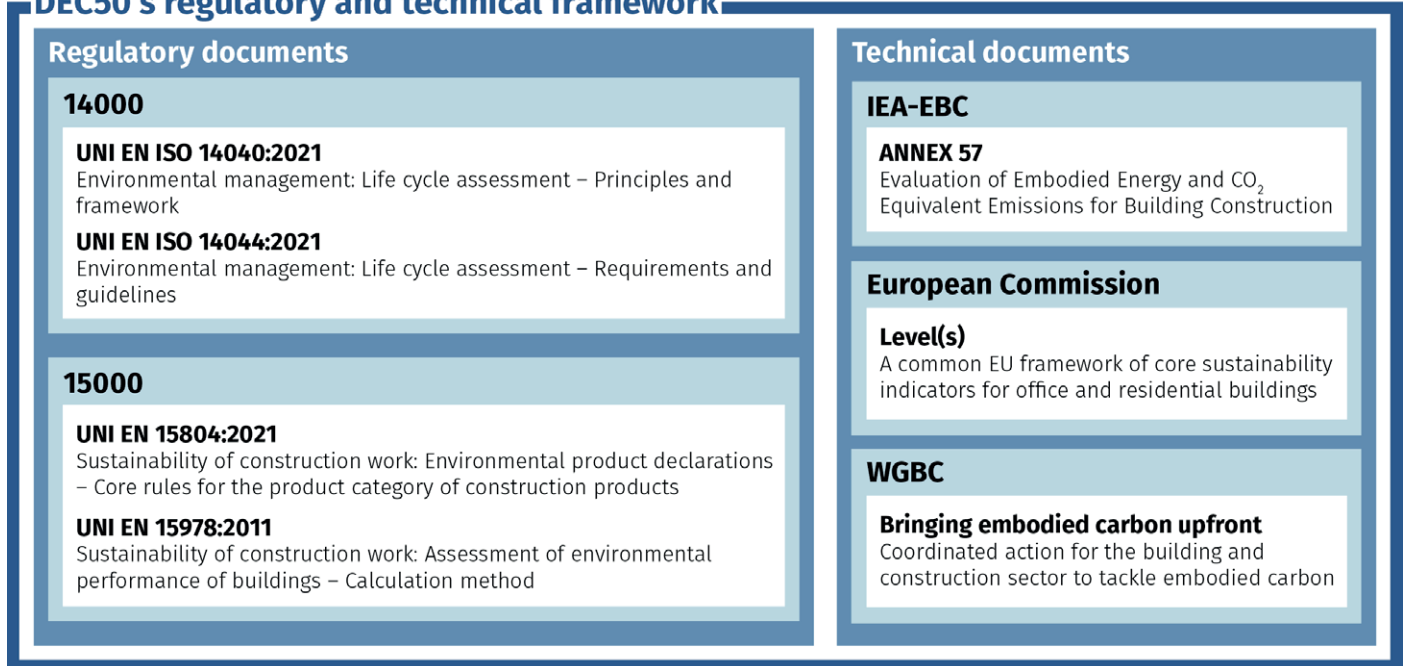 DEC50's regulatory and technical framework
Regulatory documents
14000
UNI EN ISO 14040:2021
Environmental management: Life cycle assessment – Principles and
framework
UNI EN ISO 14044:2021
Environmental management: Life cycle assessment – Requirements and
guidelines
15000
UNI EN 15804:2021
Sustainability of construction work: Environmental product declarations
– Core rules for the product category of construction products
UNI EN 15978:2011
Sustainability of construction work: Assessment of environmental
performance of buildings – Calculation method
Technical documents
IEA-EBC
ANNEX 57
Evaluation of Embodied Energy and CO₂
Equivalent Emissions for Building Construction
European Commission
Level(s)
A common EU framework of core sustainability
indicators for office and residential buildings
WGBC
Bringing embodied carbon upfront
Coordinated action for the building and
construction sector to tackle embodied carbon